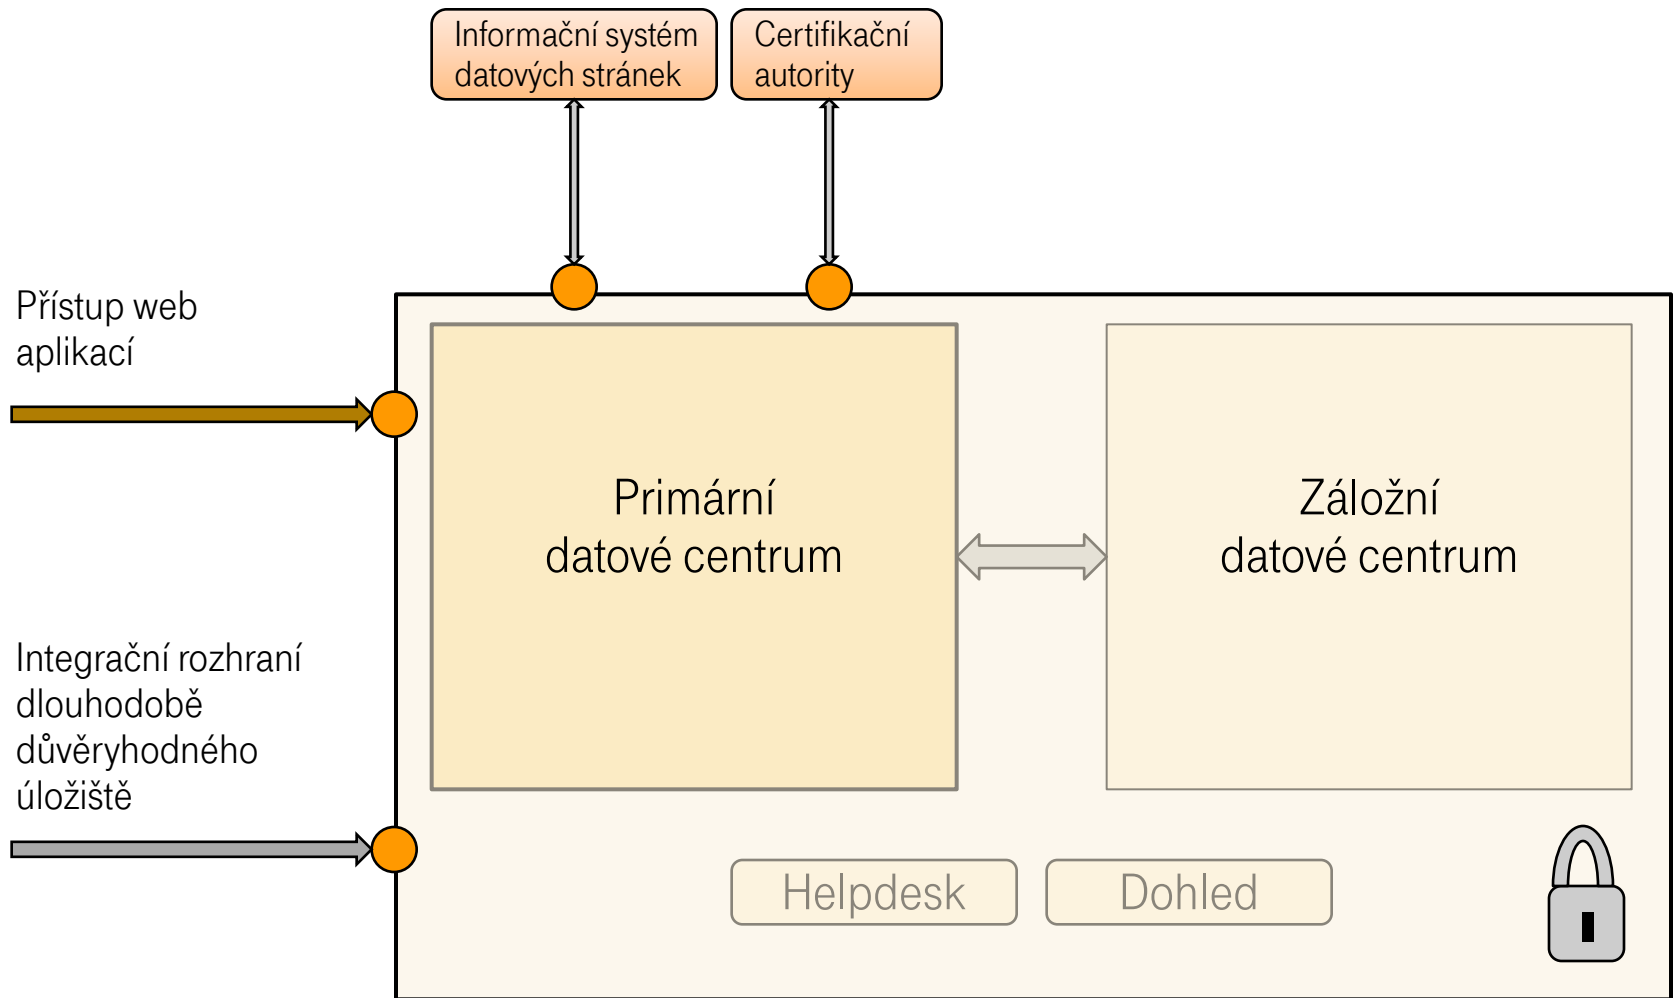 Informační systém
datových stránek
Certifikační
autority
Přístup web
aplikací
Primární
datové centrum
Záložní
datové centrum
Integrační rozhraní
dlouhodobě
důvěryhodného
úložiště
Helpdesk
Dohled